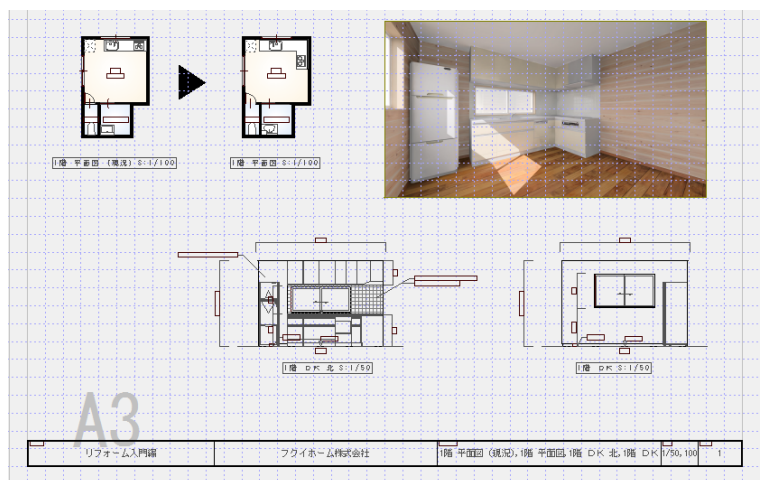 1階 平面図 (現況) S:1/100
1階 平面図 S:1/100
1階 DK 北 S:1/50
1階 DK S:1/50
A3
リフォーム入門編
フクイホーム株式会社
1階 平面図 (現況),1階 平面図,1階 DK 北,1階 DK
1/50,100
1